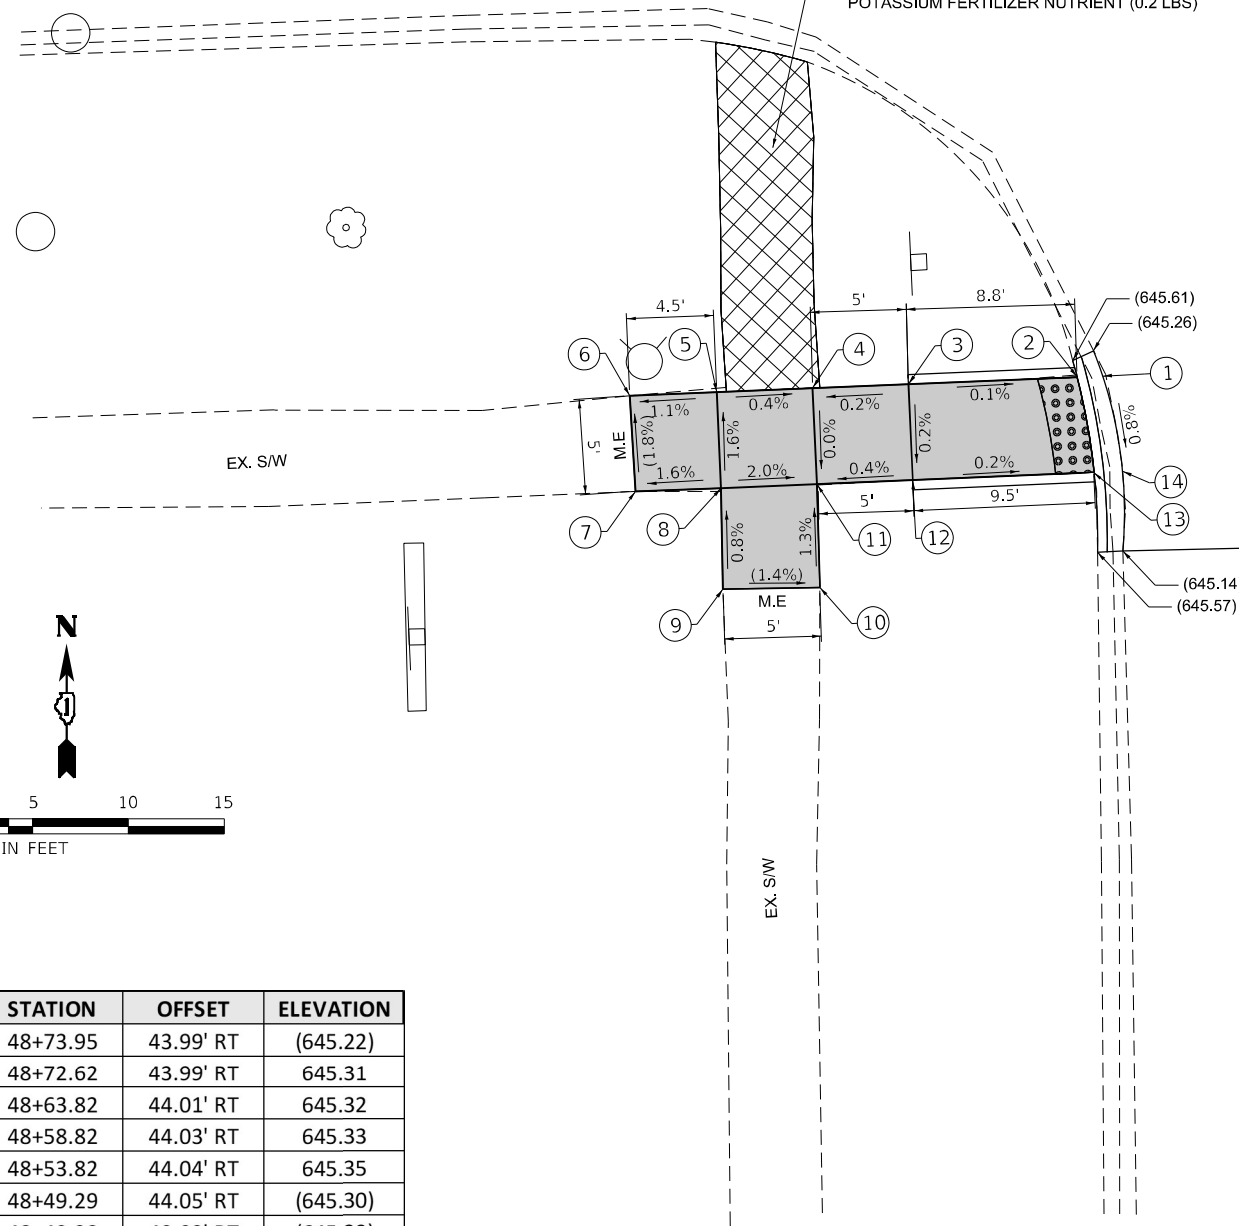 POTASSIUM FERTILIZER NUTRIENT (0.2 LBS)
4.5'
5'
8.8'
(645.61)
(645.26)
6
5
4
3
2
1
1.1%
0.4%
0.2%
0.1%
0.8%
5'
M.E
(1.8%)
1.6%
0.0%
0.2%
EX. S/W
1.6%
2.0%
0.4%
0.2%
14
5'
9.5'
13
7
8
11
12
0.8%
1.3%
(1.4%)
M.E
(645.14
(645.57)
9
5'
10
N
1
5 10 15
IN FEET
EX. S/W
STATION OFFSET ELEVATION
48+73.95 43.99' RT (645.22)
48+72.62 43.99' RT 645.31
48+63.82 44.01' RT 645.32
48+58.82 44.03' RT 645.33
48+53.82 44.04' RT 645.35
48+49.29 44.05' RT (645.30)